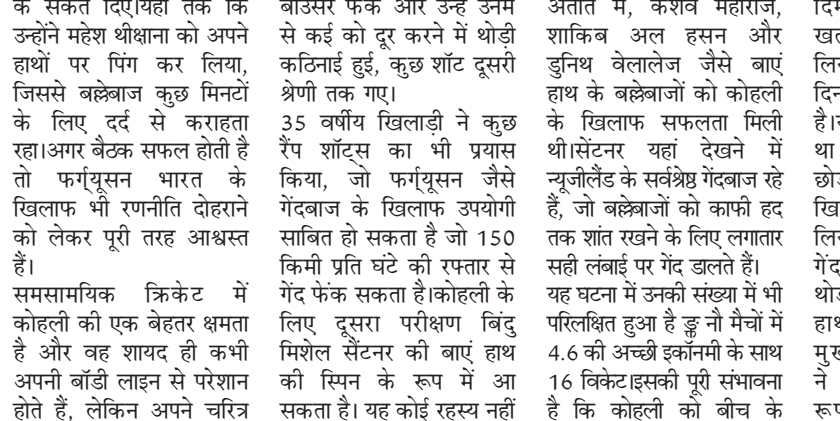 के संकेत दिए।यहां तक कि
उन्होंने महेश थीक्षाना को अपने
हाथों पर पिंग कर लिया,
जिससे बल्लेबाज कुछ मिनटों
के लिए दर्द से कराहता
रहा।अगर बैठक सफल होती है
तो फर्ग्यूसन भारत के
खिलाफ भी रणनीति दोहराने
को लेकर पूरी तरह आश्वस्त
हैं।
समसामयिक क्रिकेट में
कोहली की एक बेहतर क्षमता
है और वह शायद ही कभी
अपनी बॉडी लाइन से परेशान
होते हैं, लेकिन अपने चरित्र
बाउंसर फेंके और उन्हें उनमें
से कई को दूर करने में थोड़ी
कठिनाई हुई, कुछ शॉट दूसरी
श्रेणी तक गए।
35 वर्षीय खिलाड़ी ने कुछ
रैंप शॉट्स का भी प्रयास
किया, जो फर्ग्यूसन जैसे
गेंदबाज के खिलाफ उपयोगी
साबित हो सकता है जो 150
किमी प्रति घंटे की रफ्तार से
गेंद फेंक सकता है।कोहली के
लिए दूसरा परीक्षण बिंदु
मिशेल सैंटनर की बाएं हाथ
की स्पिन के रूप में आ
सकता है। यह कोई रहस्य नहीं
अतीत में, केशव महाराज,
शाकिब अल हसन और
डुनिथ वेलालेज जैसे बाएं
हाथ के बल्लेबाजों को कोहली
के खिलाफ सफलता मिली
थी।सेंटनर यहां देखने में
न्यूजीलैंड के सर्वश्रेष्ठ गेंदबाज रहे
हैं, जो बल्लेबाजों को काफी हद
तक शांत रखने के लिए लगातार
सही लंबाई पर गेंद डालते हैं।
यह घटना में उनकी संख्या में भी
परिलक्षित हुआ है ङ्क नौ मैचों में
4.6 की अच्छी इकॉनमी के साथ
16 विकेट।इसकी पूरी संभावना
है कि कोहली को बीच के
है।
था
ने